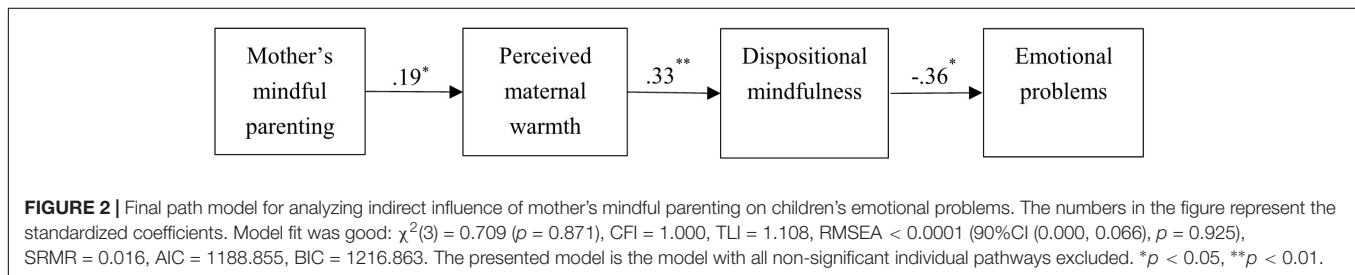 Mother's
mindful
parenting
.19*
Perceived
maternal
warmth
.33**
Dispositional
mindfulness
-.36*
Emotional
problems
FIGURE 2 | Final path model for analyzing indirect influence of mother's mindful parenting on children's emotional problems. The numbers in the figure represent the
standardized coefficients. Model fit was good: χ²(3) = 0.709 (p = 0.871), CFI = 1.000, TLI = 1.108, RMSEA < 0.0001 (90%CI (0.000, 0.066), p = 0.925),
SRMR = 0.016, AIC = 1188.855, BIC = 1216.863. The presented model is the model with all non-significant individual pathways excluded. *p < 0.05, **p < 0.01.